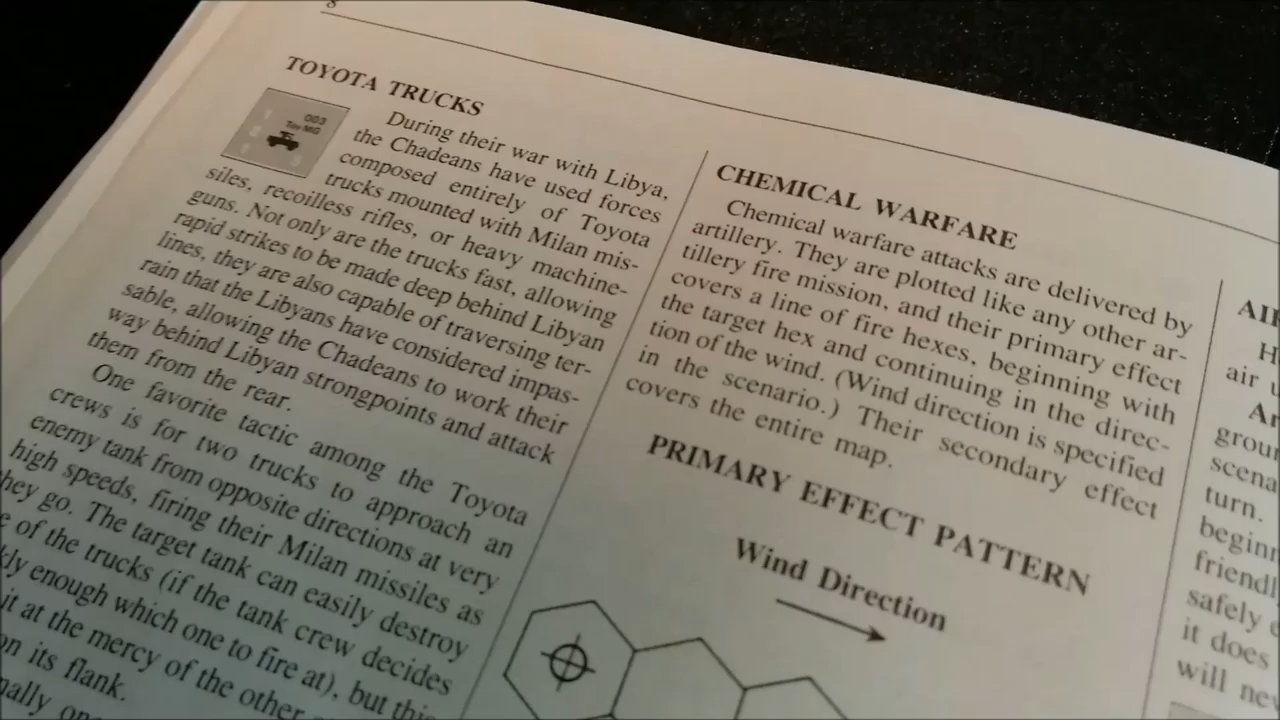 8
TOYOTA TRUCKS
003
Toy MG
During their war with Libya,
the Chadeans have used forces
composed entirely of Toyota
trucks mounted with Milan mis-
siles, recoilless rifles, or heavy machine-
guns. Not only are the trucks fast, allowing
rapid strikes to be made deep behind Libyan
lines, they are also capable of traversing ter-
rain that the Libyans have considered impas-
sable, allowing the Chadeans to work their
way behind Libyan strongpoints and attack
them from the rear.
One favorite tactic among the Toyota
crews is for two trucks to approach an
enemy tank from opposite directions at very
high speeds, firing their Milan missiles as
they go. The target tank can easily destroy
of the trucks (if the tank crew decides
enough which one to fire at), but this
it at the mercy of the other
on its flank.
CHEMICAL WARFARE
Chemical warfare attacks are delivered by
artillery. They are plotted like any other ar-
tillery fire mission, and their primary effect
covers a line of fire hexes, beginning with
the target hex and continuing in the direc-
tion of the wind. (Wind direction is specified
in the scenario.) Their secondary effect
covers the entire map.
PRIMARY EFFECT PATTERN
Wind Direction
air
turn.
safely
it does
will